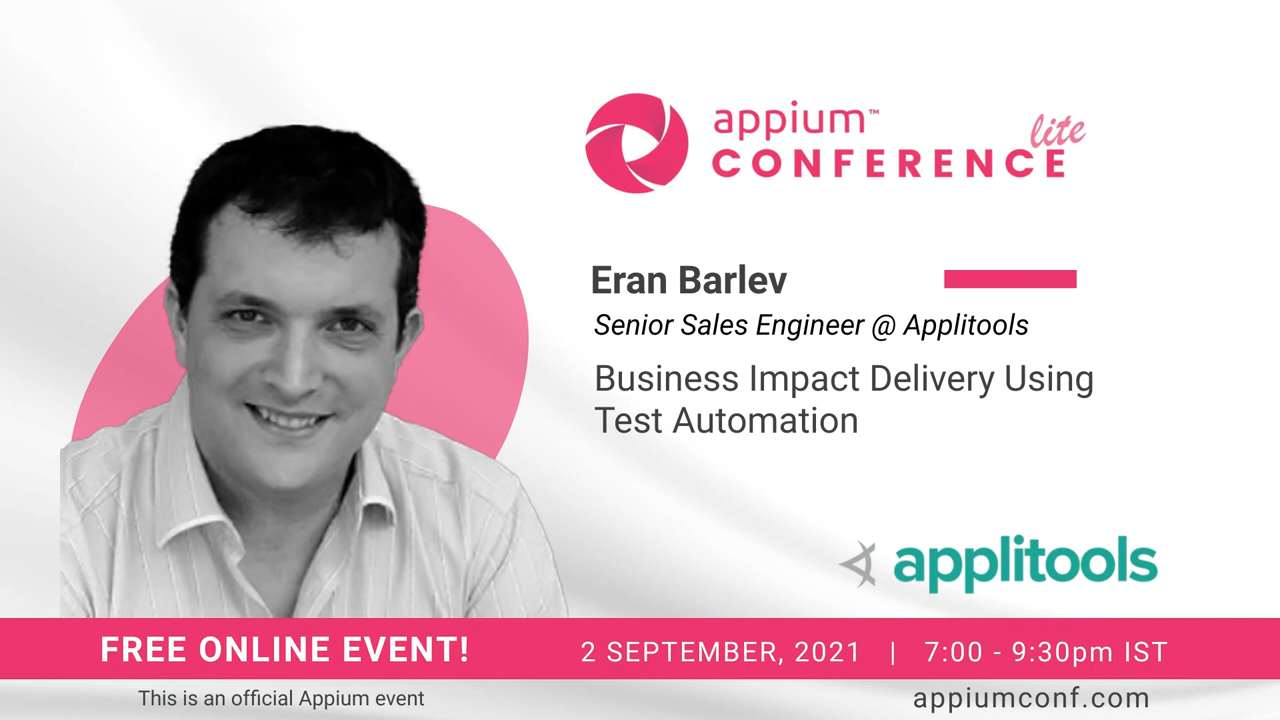 appium™
lite
CONFERENCE
Eran Barlev
Senior Sales Engineer @ Applitools
Business Impact Delivery Using
Test Automation
applitools
FREE ONLINE EVENT! 2 SEPTEMBER, 2021 | 7:00 - 9:30pm IST
This is an official Appium event appiumconf.com